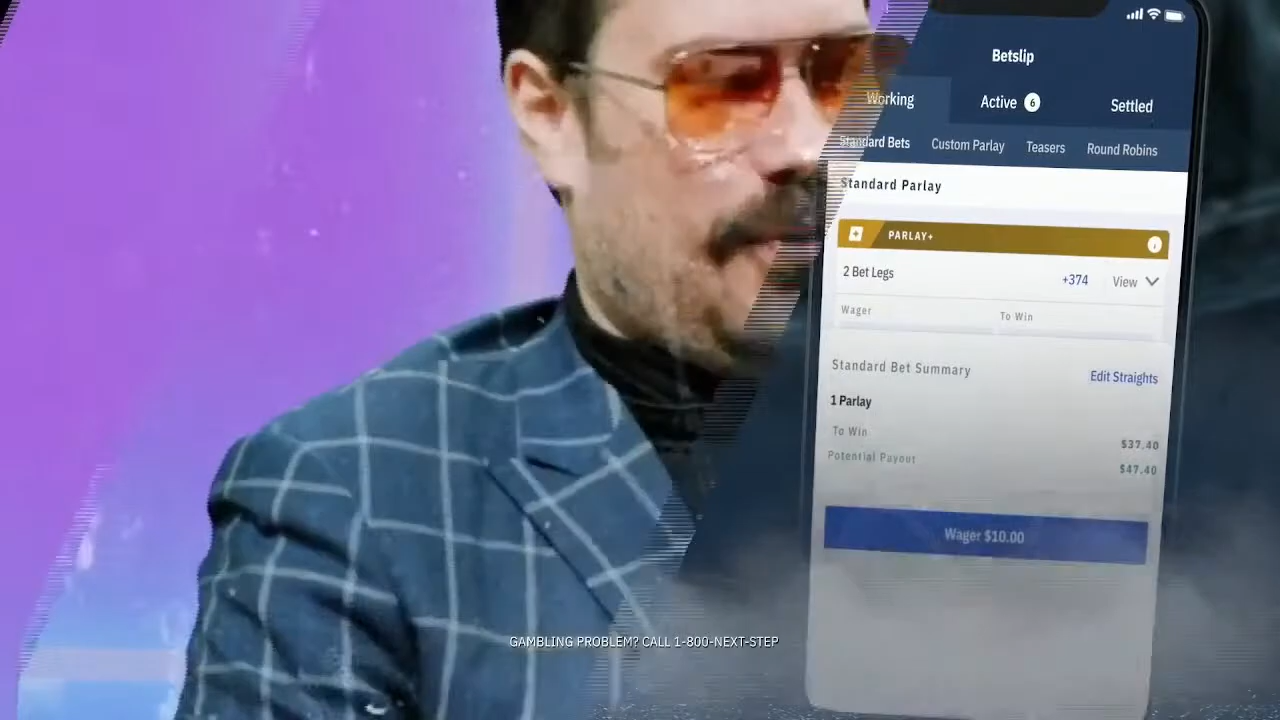 Betslip
Working
Active 6
Settled
Standard Bets
Custom Parlay
Teasers
Round Robins
Standard Parlay
PARLAY+
2 Bet Legs
+374
View
Wager
To Win
Standard Bet Summary
Edit Straights
1 Parlay
To Win
$37.40
Potential Payout
$47.40
Wager $10.00
GAMBLING PROBLEM? CALL 1-800-NEXT-STEP